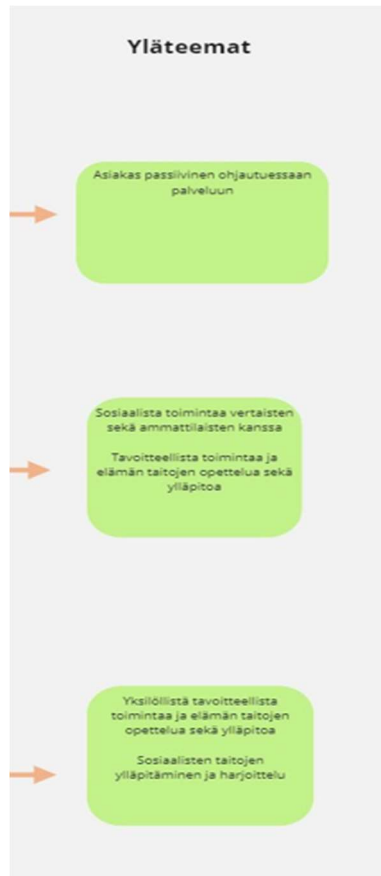 Yläteemat
Asiakas passiivinen ohjautuessaan
palveluun
Sosiaalista toimintaa vertaisten
sekä ammattilaisten kanssa
Tavoitteellista toimintaa ja
elämän taitojen opettelua sekä
ylläpitoa
Yksilöllistä tavoitteellista
toimintaa ja elämän taitojen
opettelua sekä ylläpitoa
Sosiaalisten taitojen
ylläpitäminen ja harjoittelu